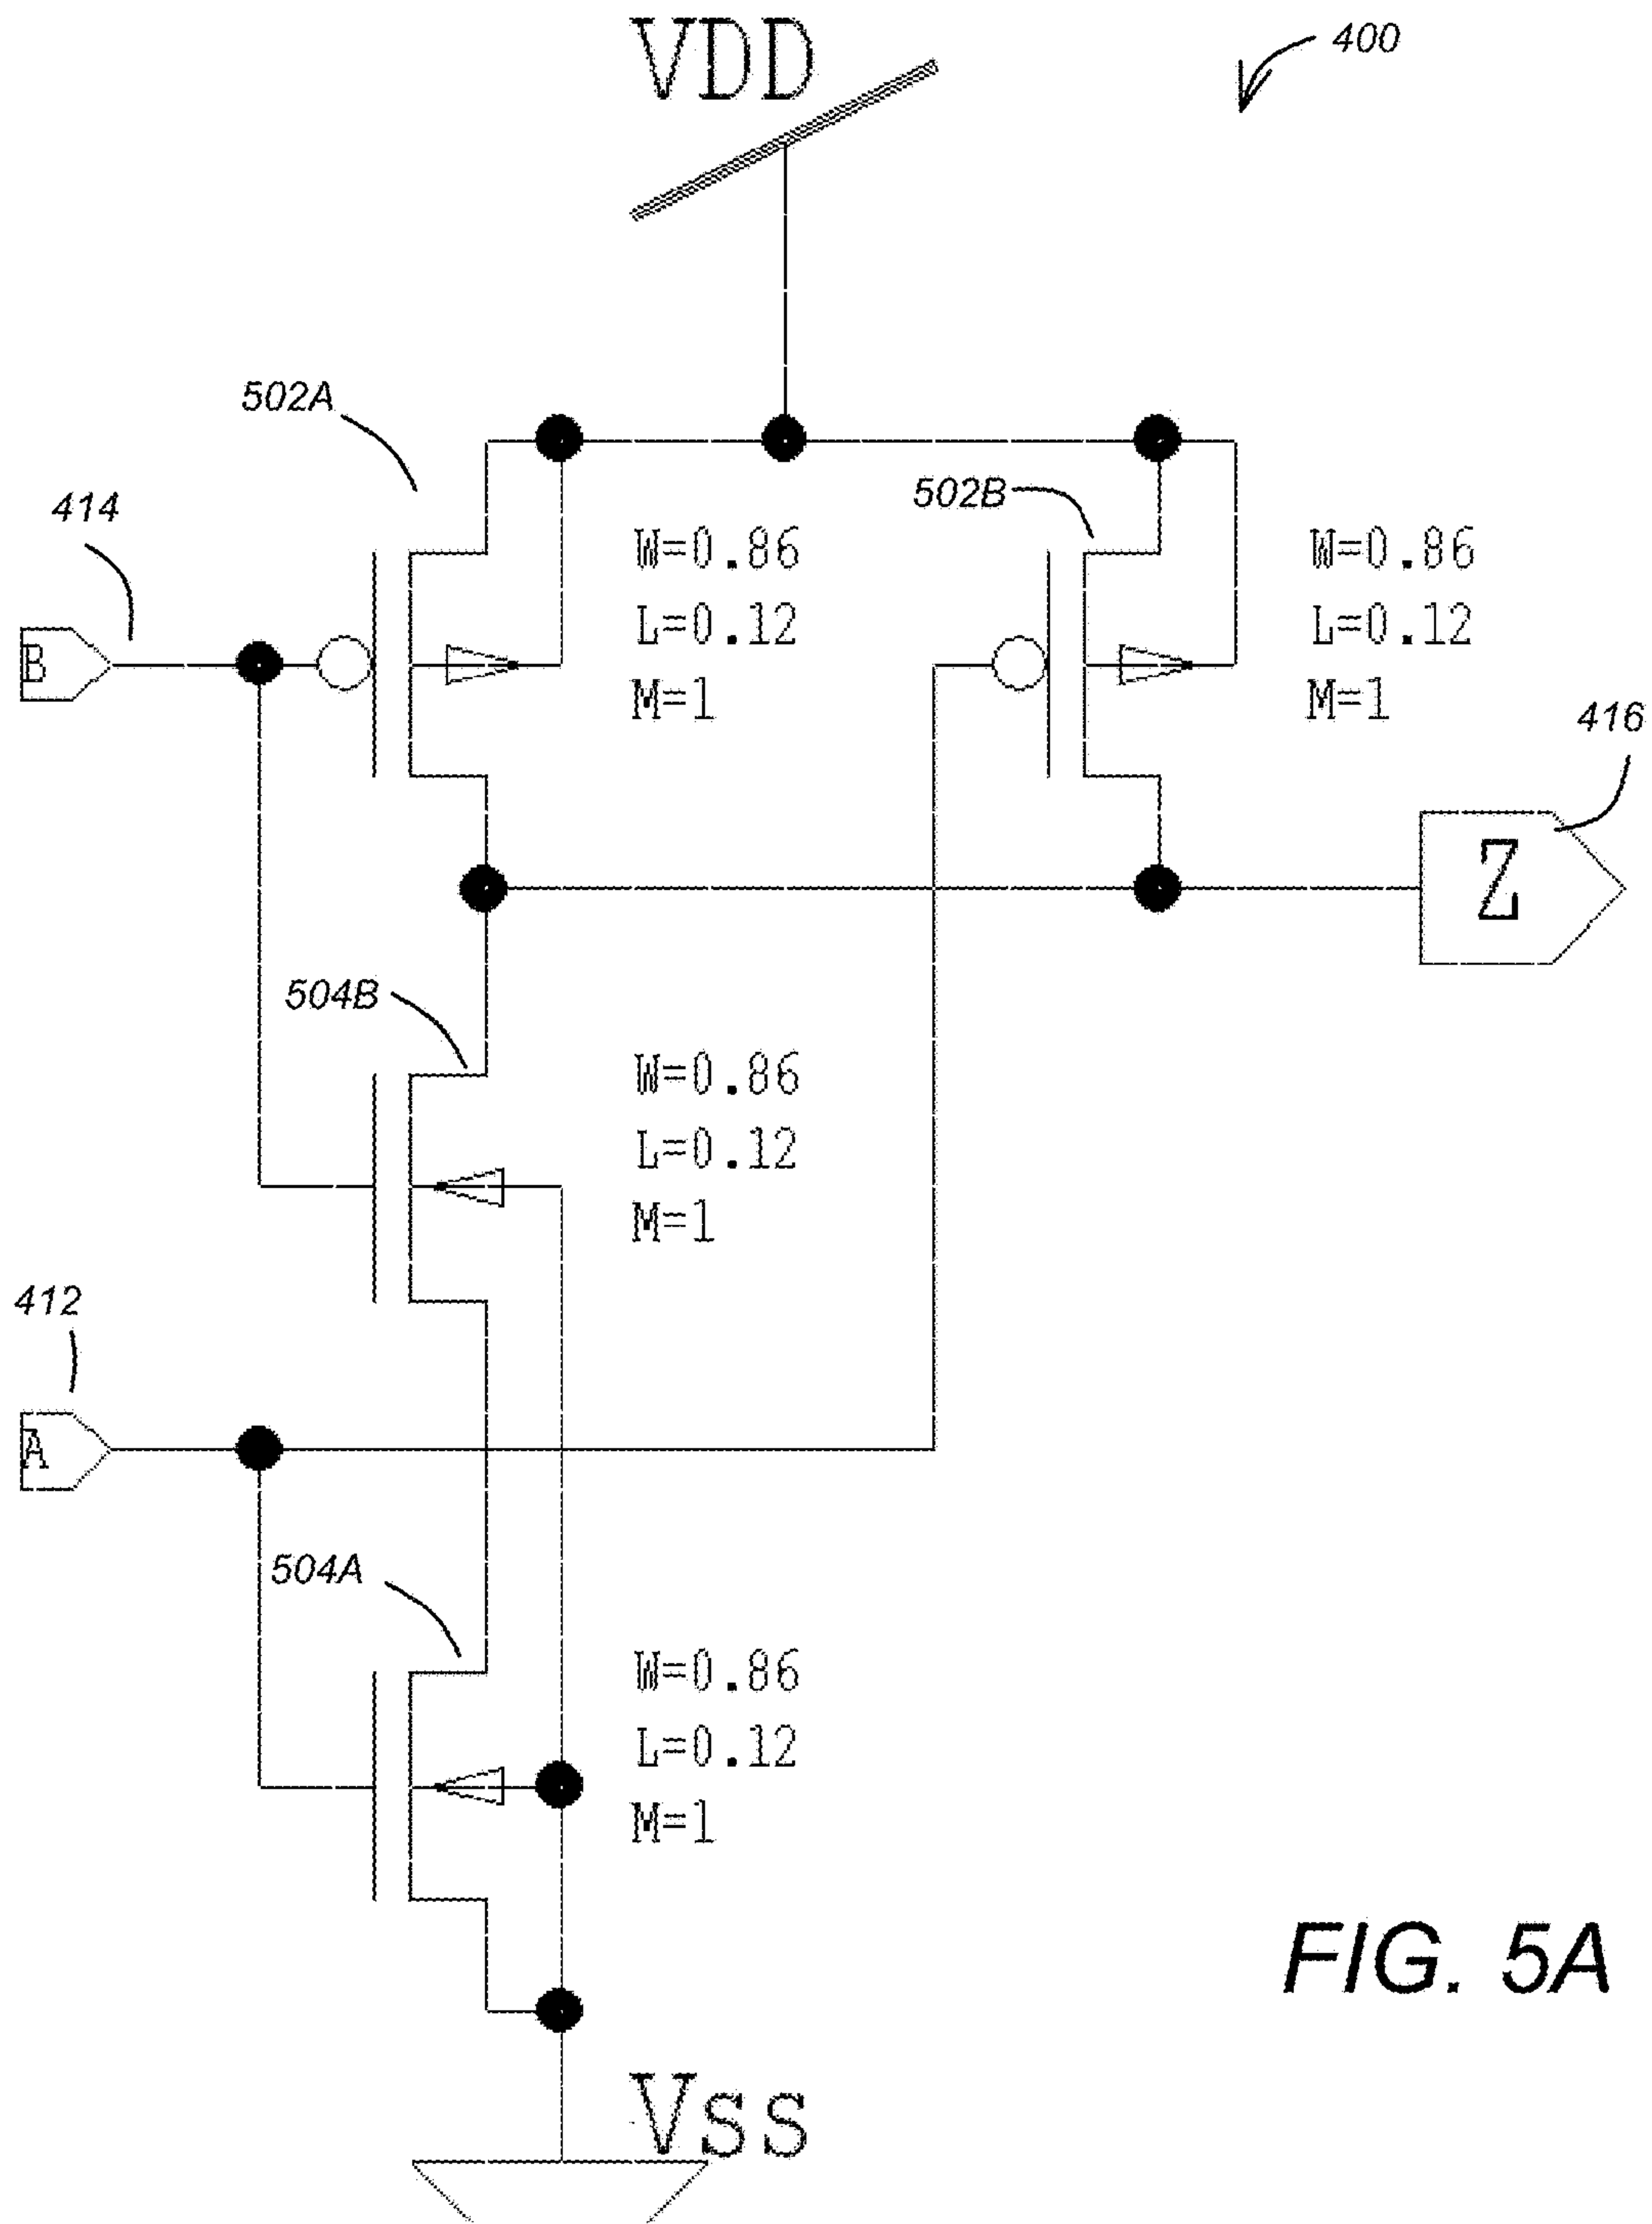 VDD
400
502A
502B
414
W=0.86
L=0.12
M=1
W=0.86
L=0.12
M=1
B
416
Z
504B
W=0.86
L=0.12
M=1
412
A
504A
W=0.86
L=0.12
M=1
FIG. 5A
VSS